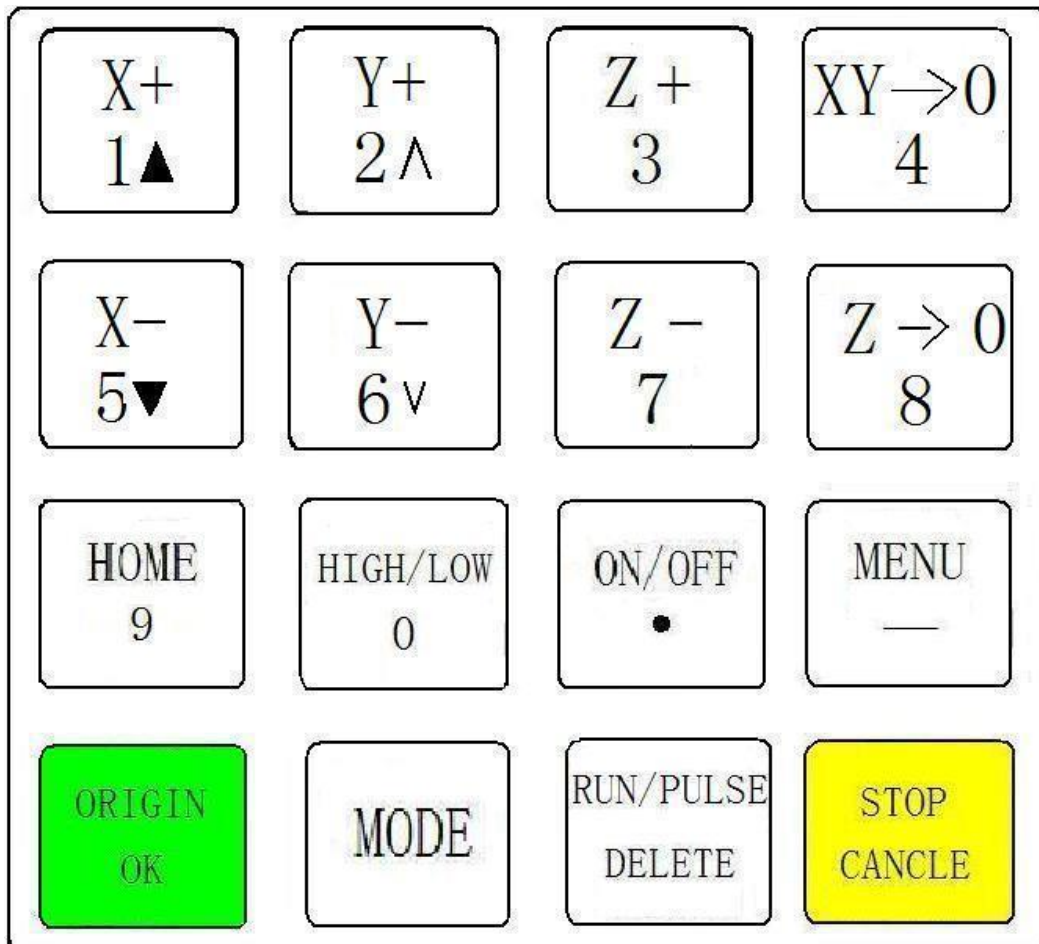 X+
1▲
Y+
2∧
Z+
3
XY→0
4
X-
5▼
Y-
6∨
Z-
7
Z→0
8
HOME
9
HIGH/LOW
0
ON/OFF
●
MENU
—
ORIGIN
OK
MODE
RUN/PULSE
DELETE
STOP
CANCLE